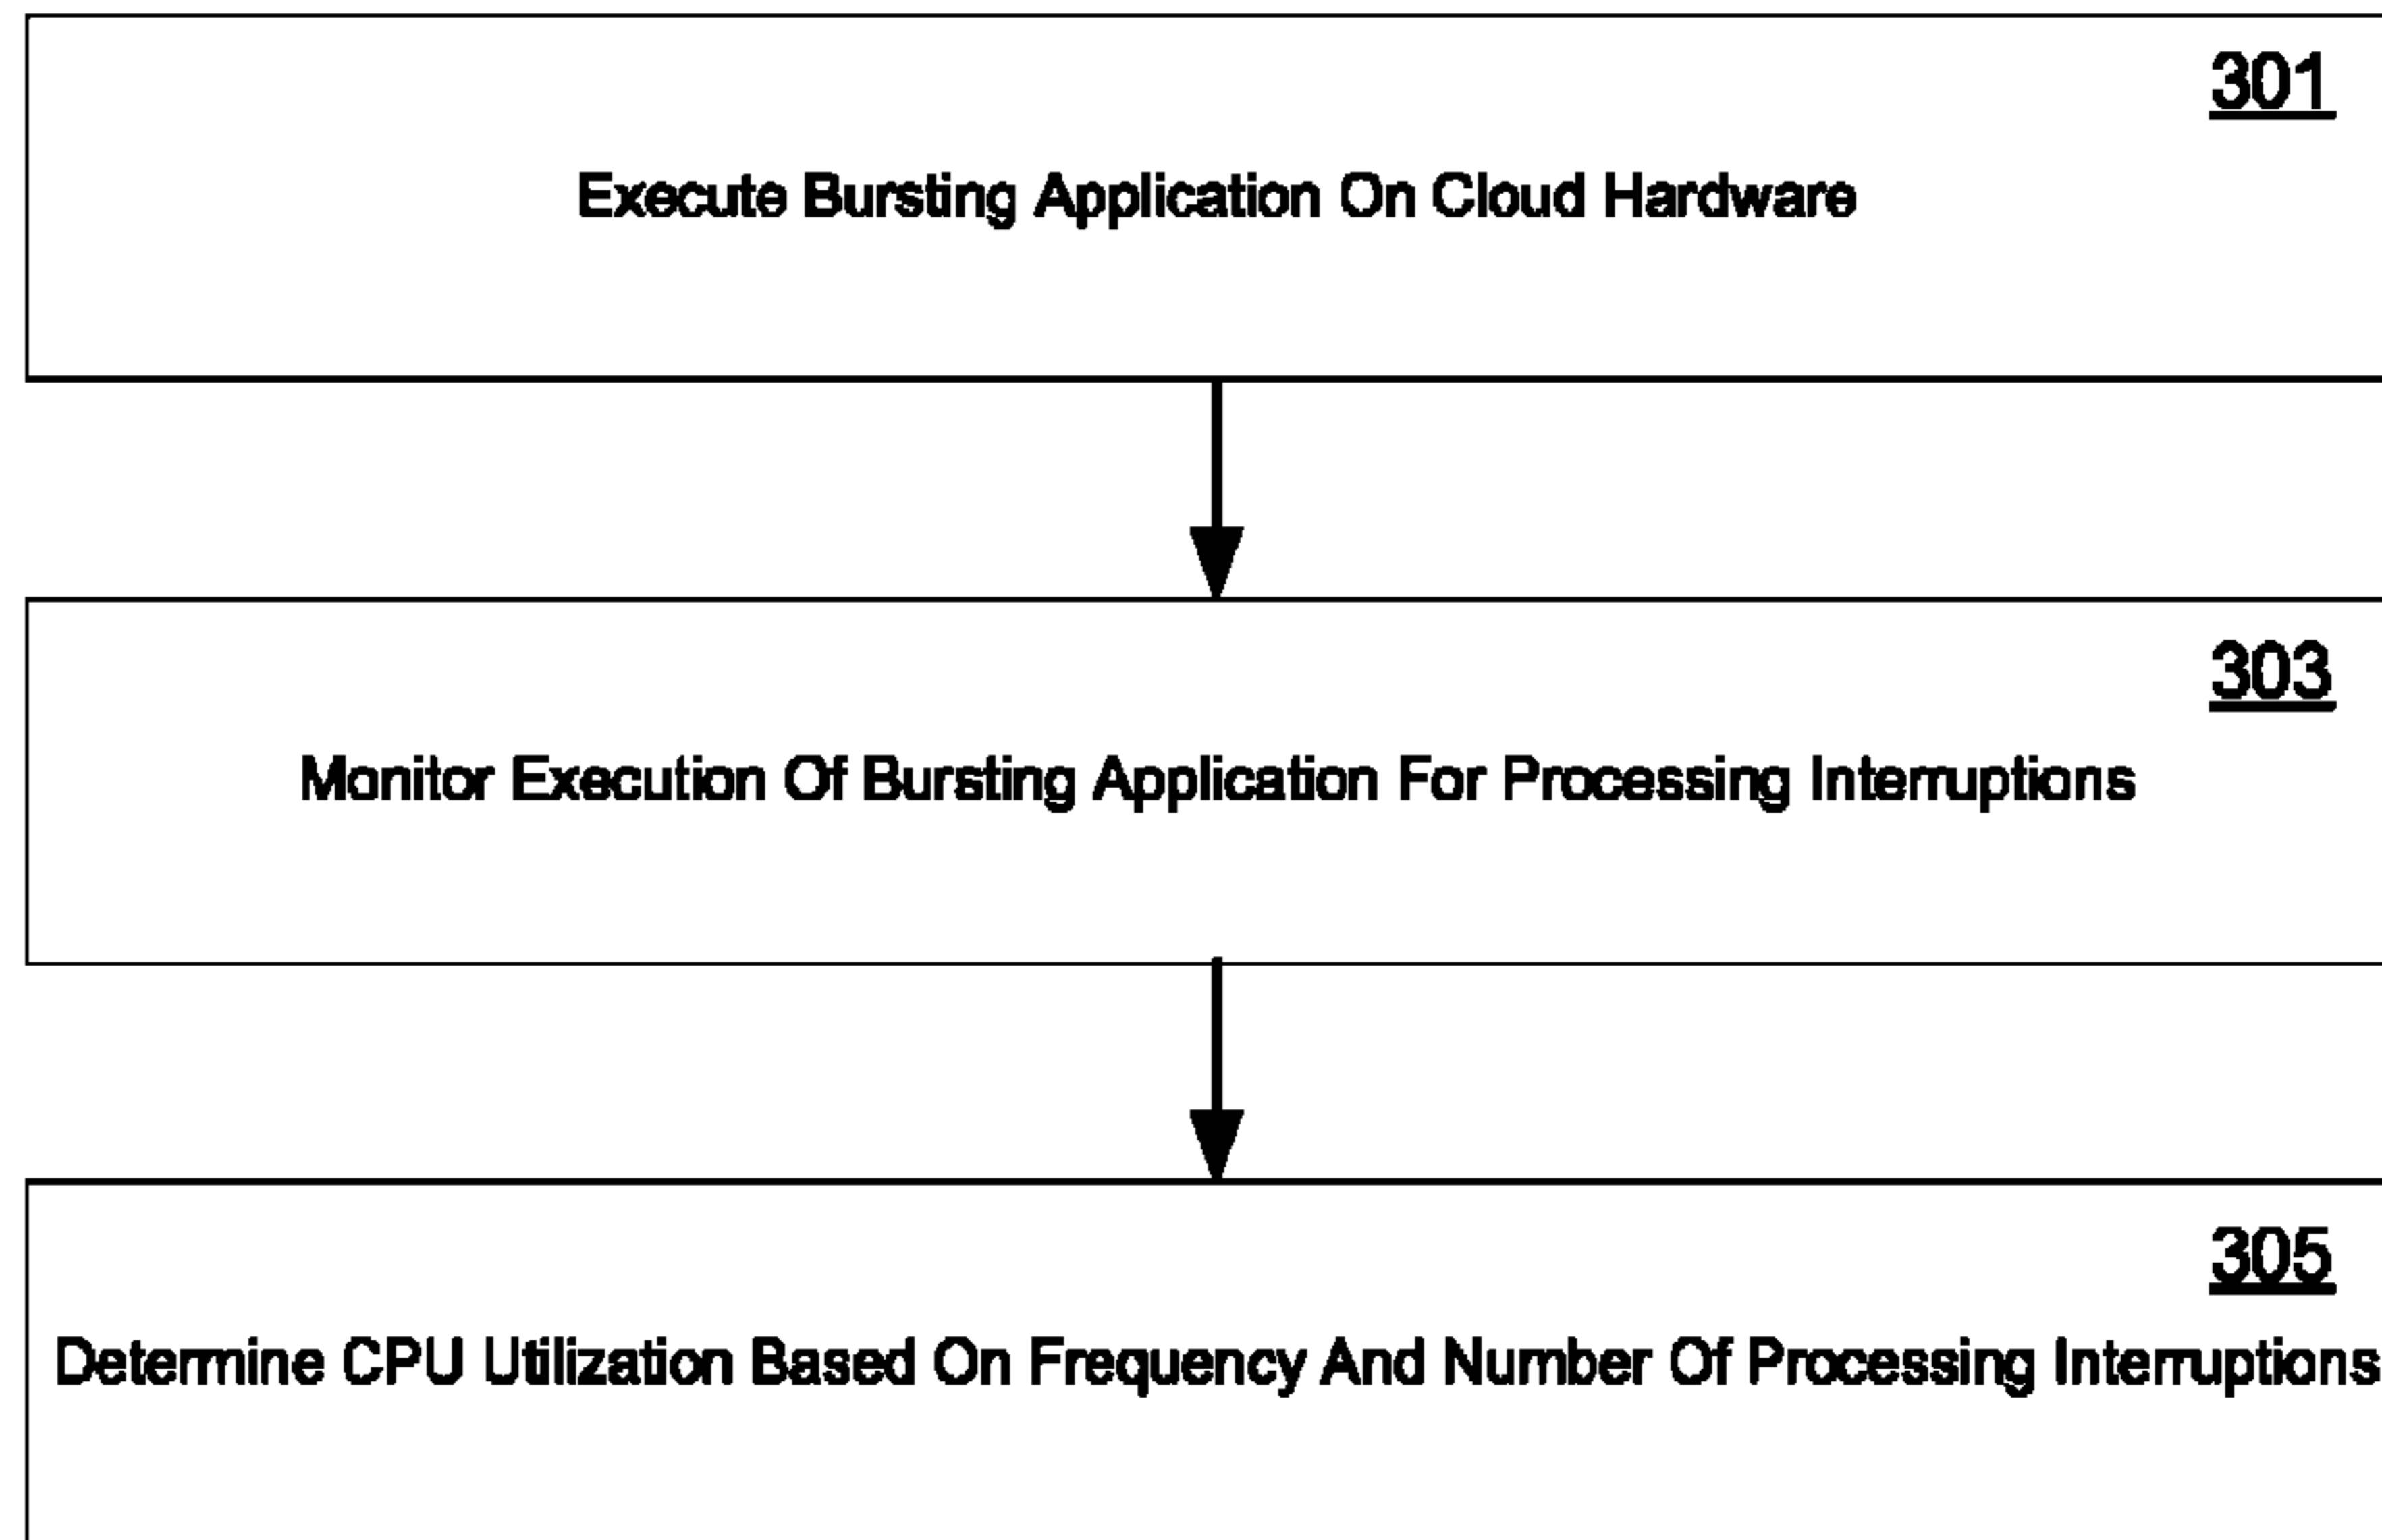 301
Execute Bursting Application On Cloud Hardware
303
Monitor Execution Of Bursting Application For Processing Interruptions
305
Determine CPU Utilization Based On Frequency And Number Of Processing Interruptions